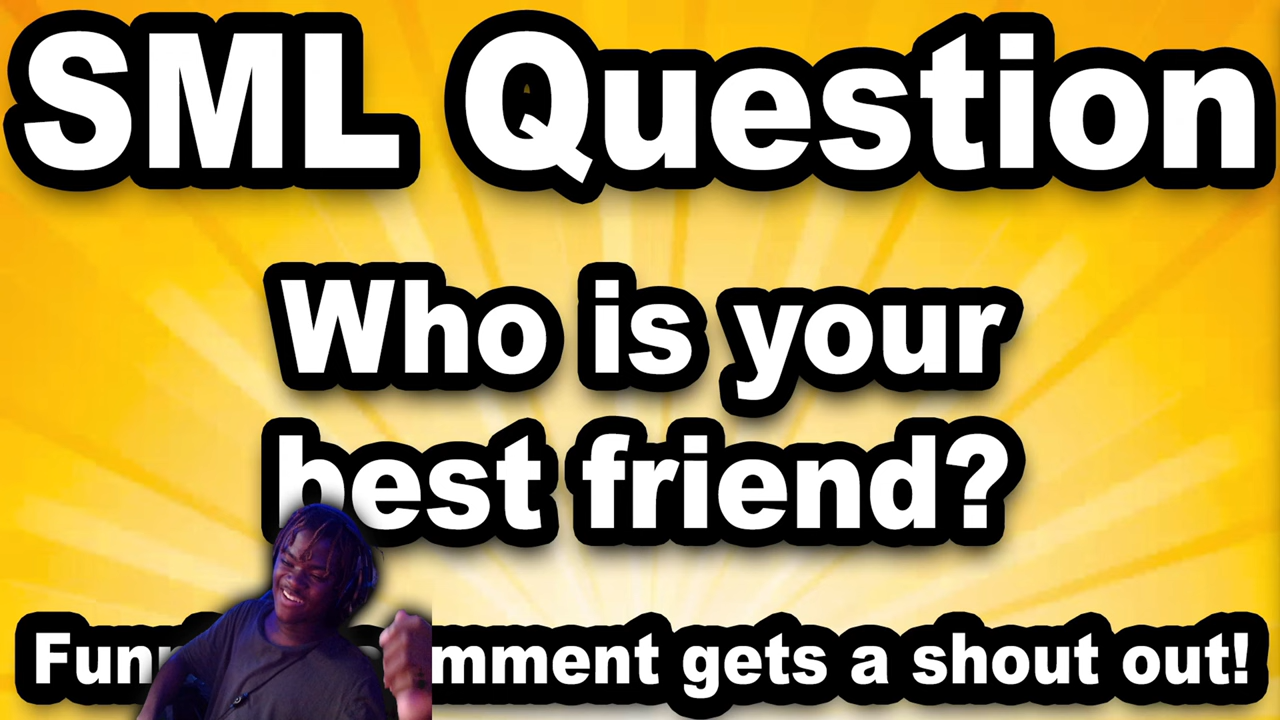 SML Question
Who is your
best friend?
gets a shout out!